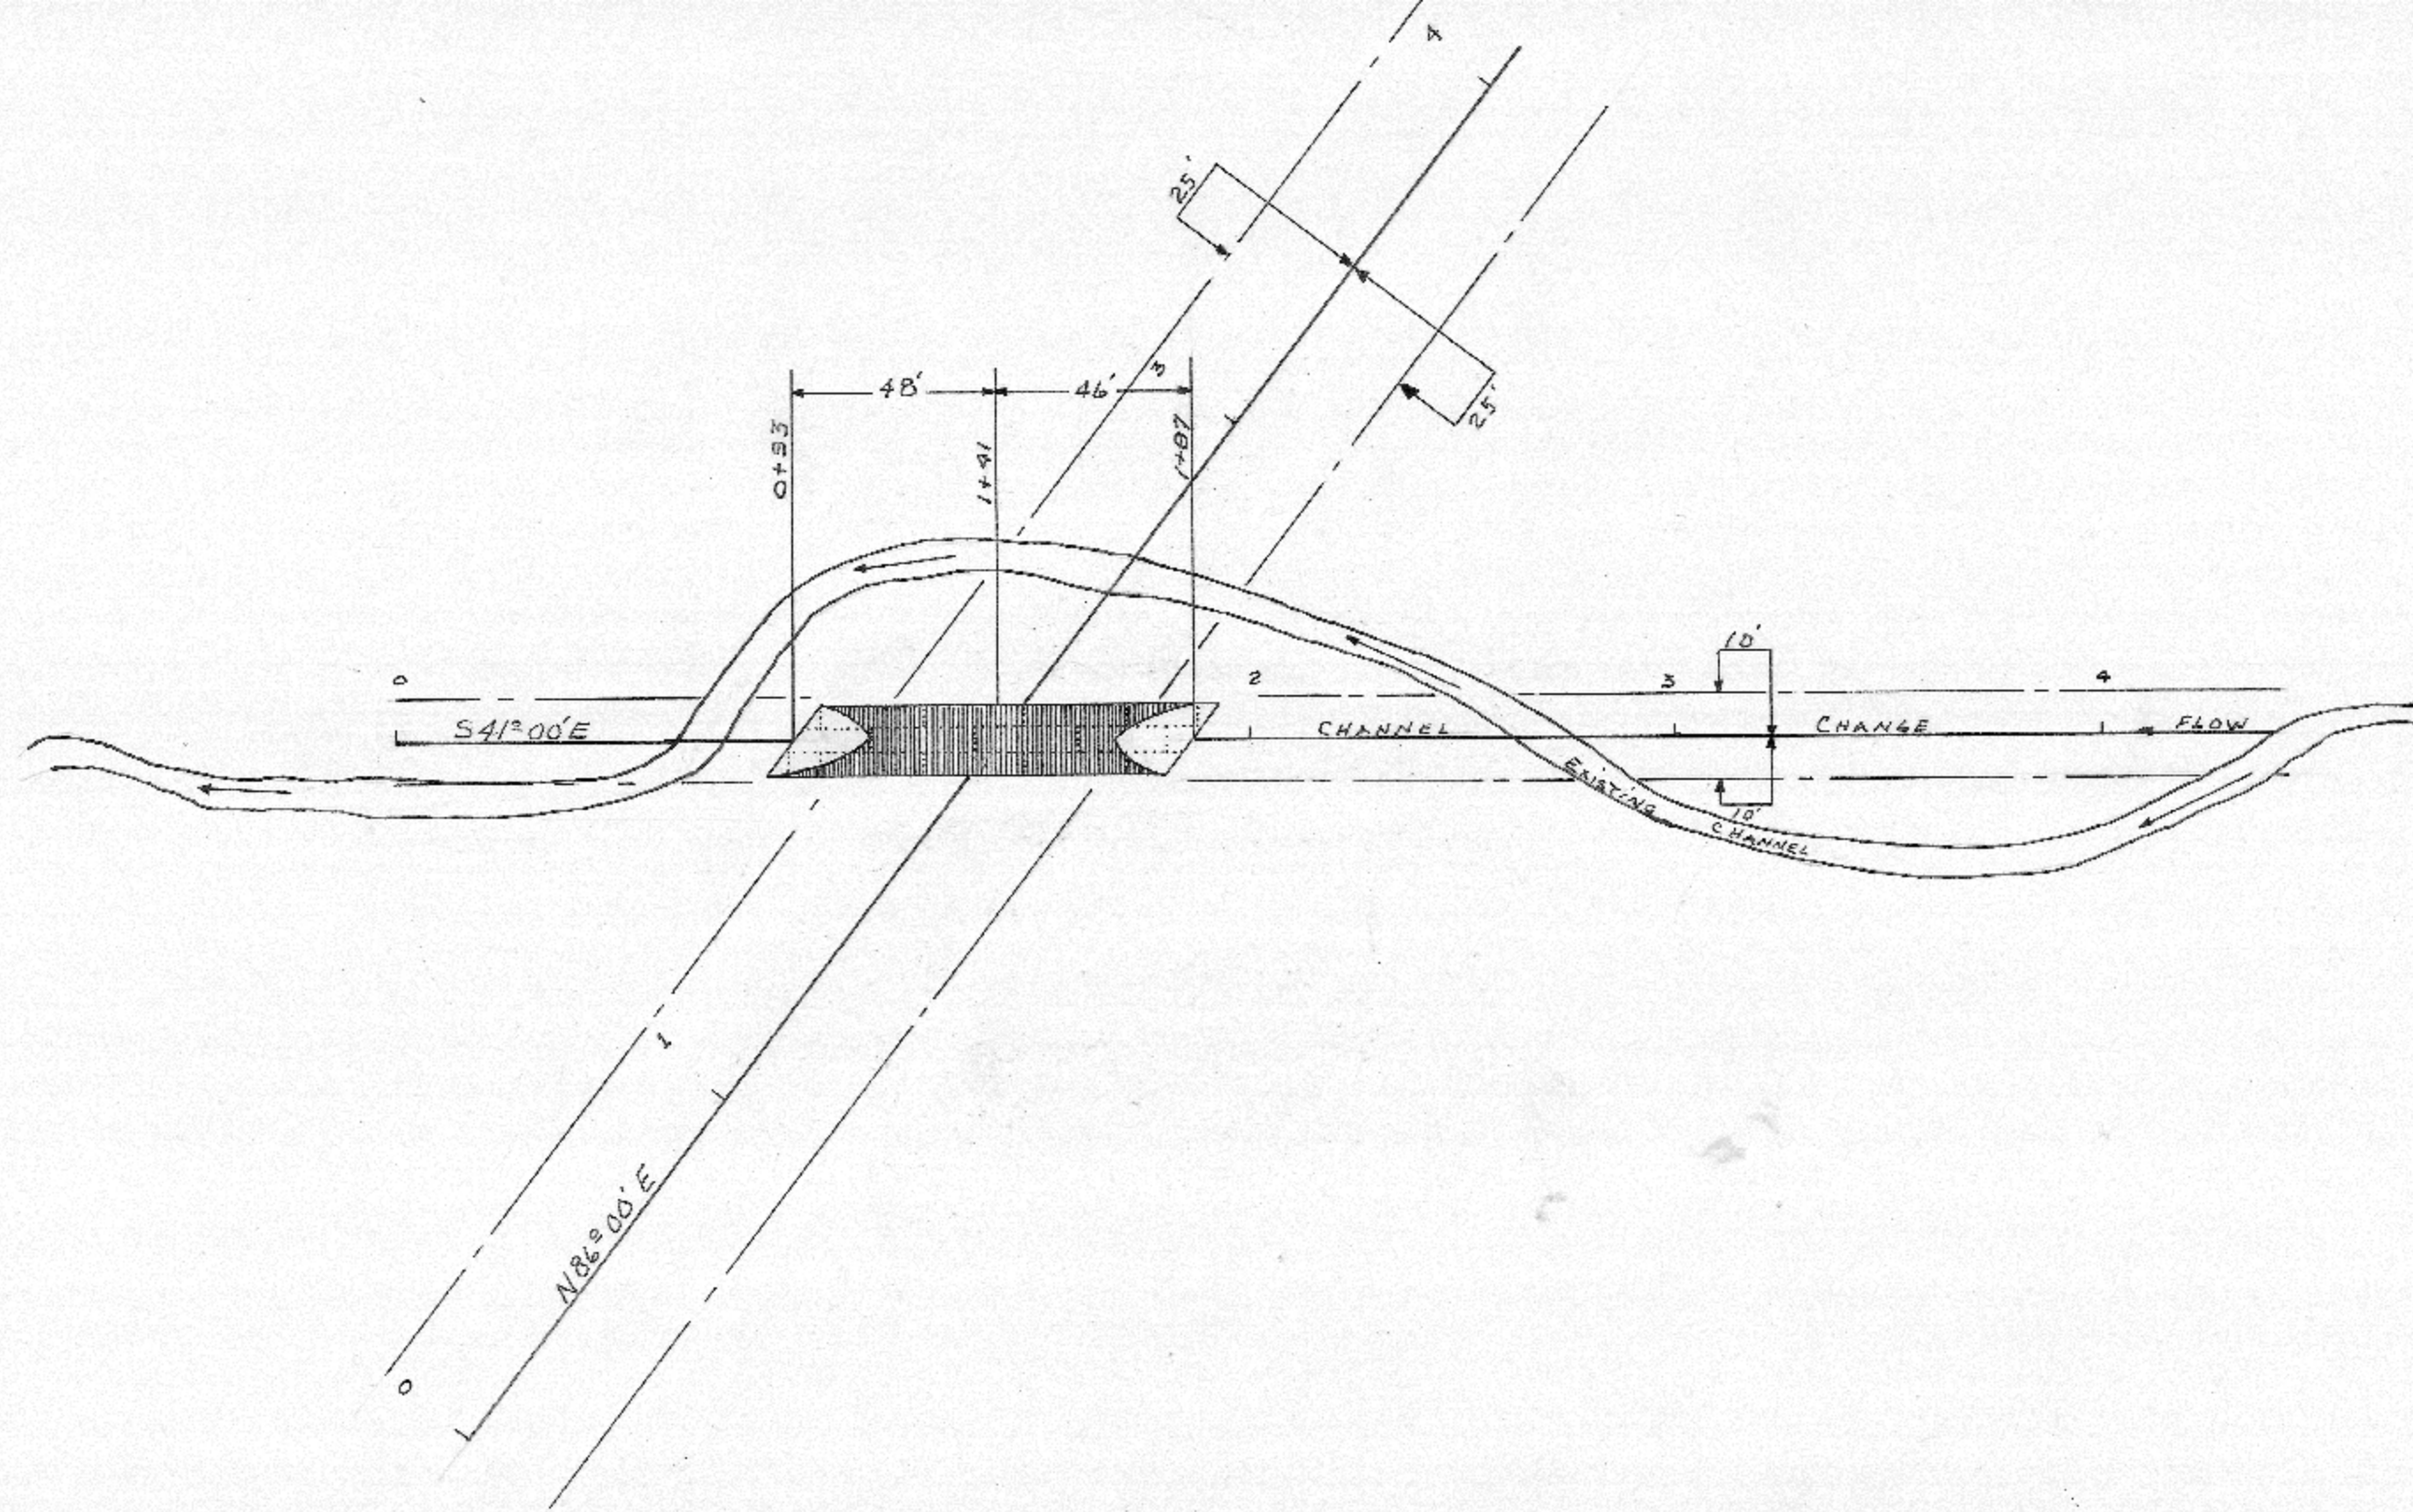 4
25'
25'
48'
46'
3
0+93
1+41
1+87
0
2
3
4
10'
S41°00'E
CHANNEL
CHANGE
FLOW
EXISTING
CHANNEL
10'
1
N86°00'E
0